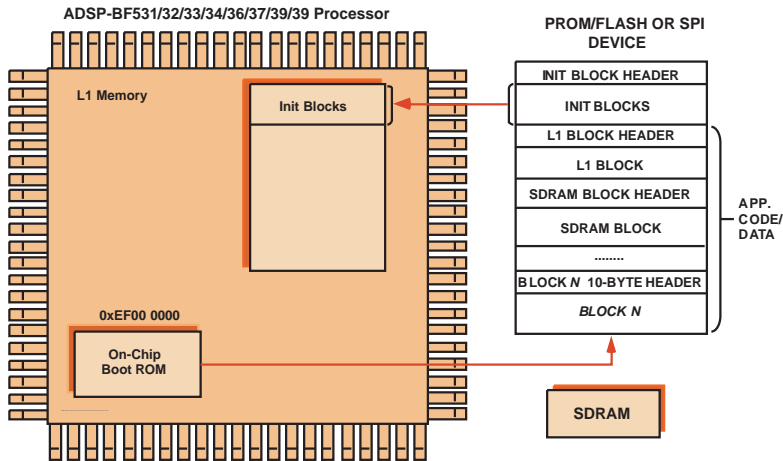 ADSP-BF531/32/33/34/36/37/39/39 Processor
PROM/FLASH OR SPI
DEVICE
L1 Memory
Init Blocks
INIT BLOCK HEADER
INIT BLOCKS
L1 BLOCK HEADER
L1 BLOCK
SDRAM BLOCK HEADER
SDRAM BLOCK
........
BLOCK N 10-BYTE HEADER
BLOCK N
APP.
CODE/
DATA
0xEF00 0000
On-Chip
Boot ROM
SDRAM